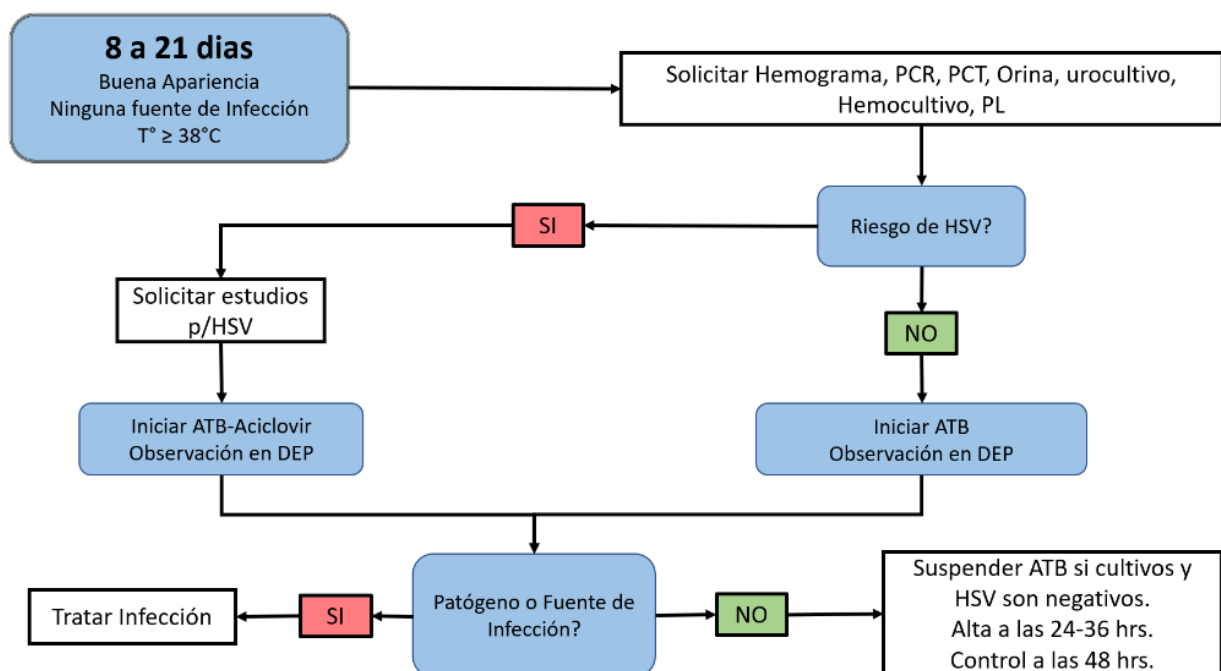 8 a 21 dias
Buena Apariencia
Ninguna fuente de Infección
T° ≥ 38°C
Solicitar Hemograma, PCR, PCT, Orina, urocultivo,
Hemocultivo, PL
Riesgo de HSV?
SI
Solicitar estudios
p/HSV
NO
Iniciar ATB-Aciclovir
Observación en DEP
Iniciar ATB
Observación en DEP
Patógeno o Fuente de
Infección?
SI
Tratar Infección
NO
Suspender ATB si cultivos y
HSV son negativos.
Alta a las 24-36 hrs.
Control a las 48 hrs.